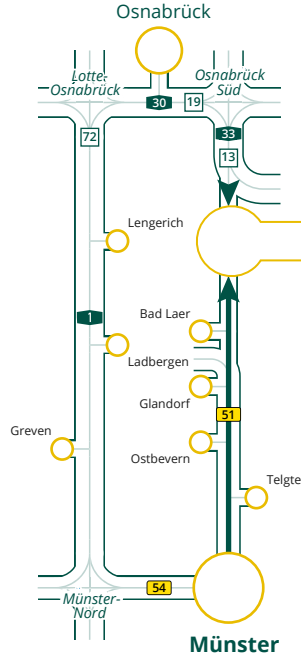 Osnabrück
Lotte-
Osnabrück
Osnabrück
Süd
30
19
33
72
13
Lengerich
1
Bad Laer
Ladbergen
Glandorf
51
Greven
Ostbevern
Telgte
54
Münster-
Nord
Münster